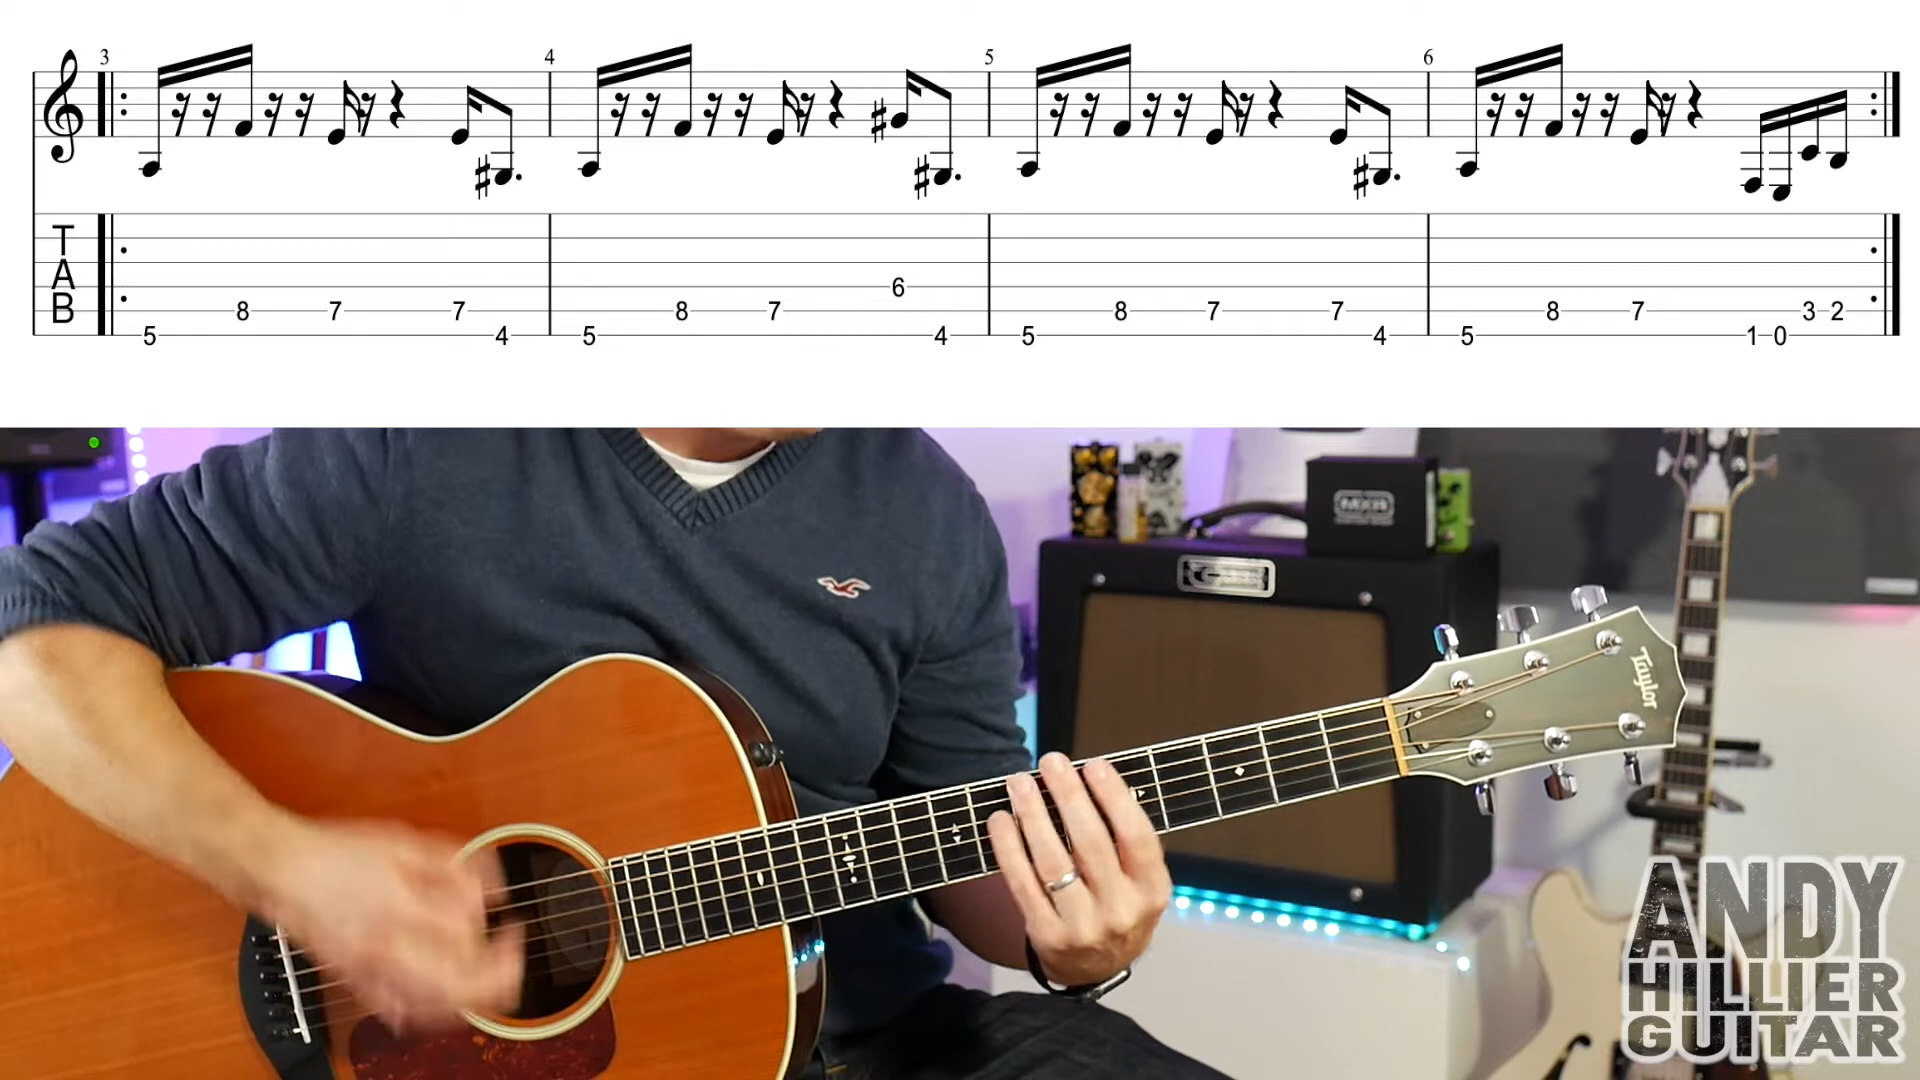 3 4 5 6
T
A
B
6
8 7 7 8 7 8 7 7 8 7 3 2
5 4 5 4 5 4 5 1 0
Taylor
ANDY
HILLIER
GUITAR